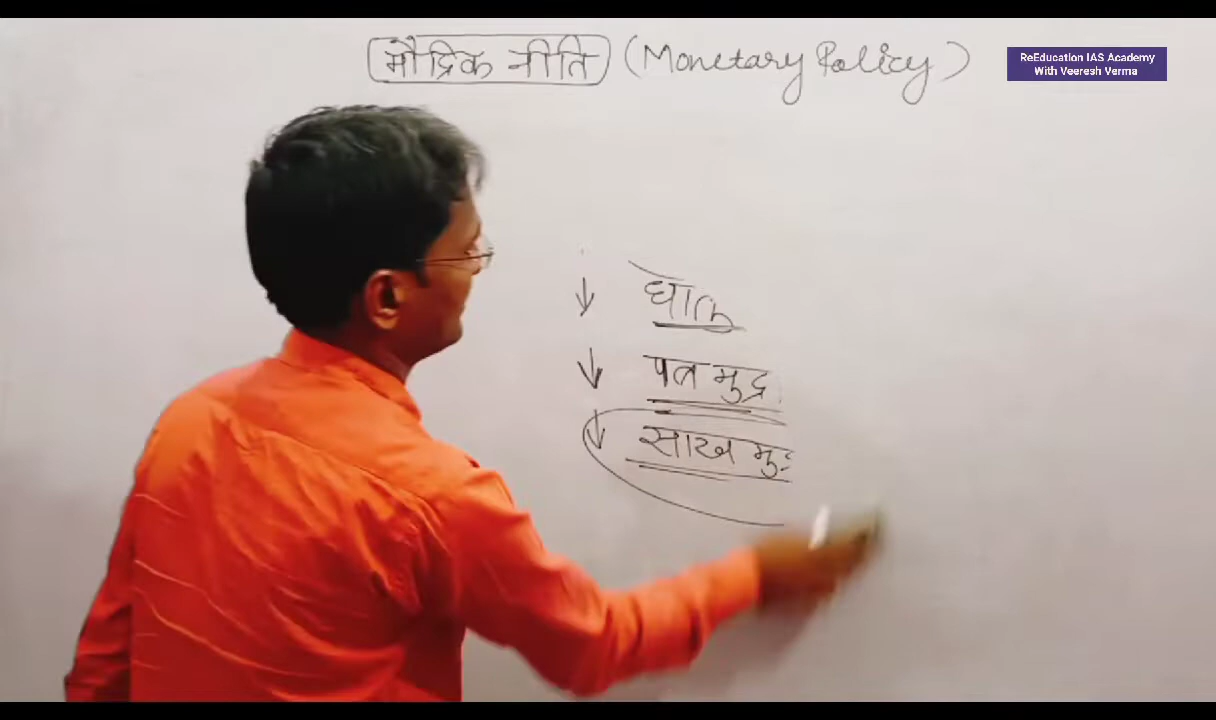 मौद्रिक नीति (Monetary Policy)
ReEducation IAS Academy
With Veeresh Verma
धातु
पत्र मुद्र
साख मु